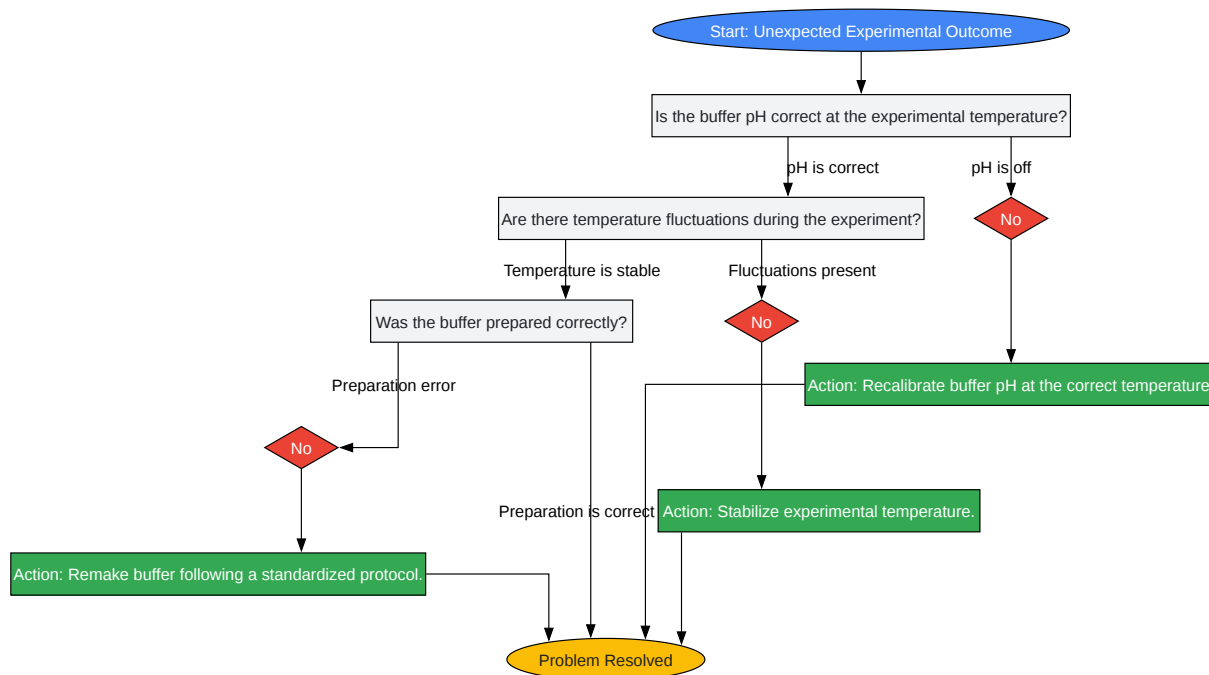 Start: Unexpected Experimental Outcome
Is the buffer pH correct at the experimental temperature?
pH is correct
pH is off
Are there temperature fluctuations during the experiment?
No
Temperature is stable
Fluctuations present
Was the buffer prepared correctly?
No
Preparation error
Action: Recalibrate buffer pH at the correct temperature
No
Preparation is correct
Action: Stabilize experimental temperature.
Action: Remake buffer following a standardized protocol.
Problem Resolved